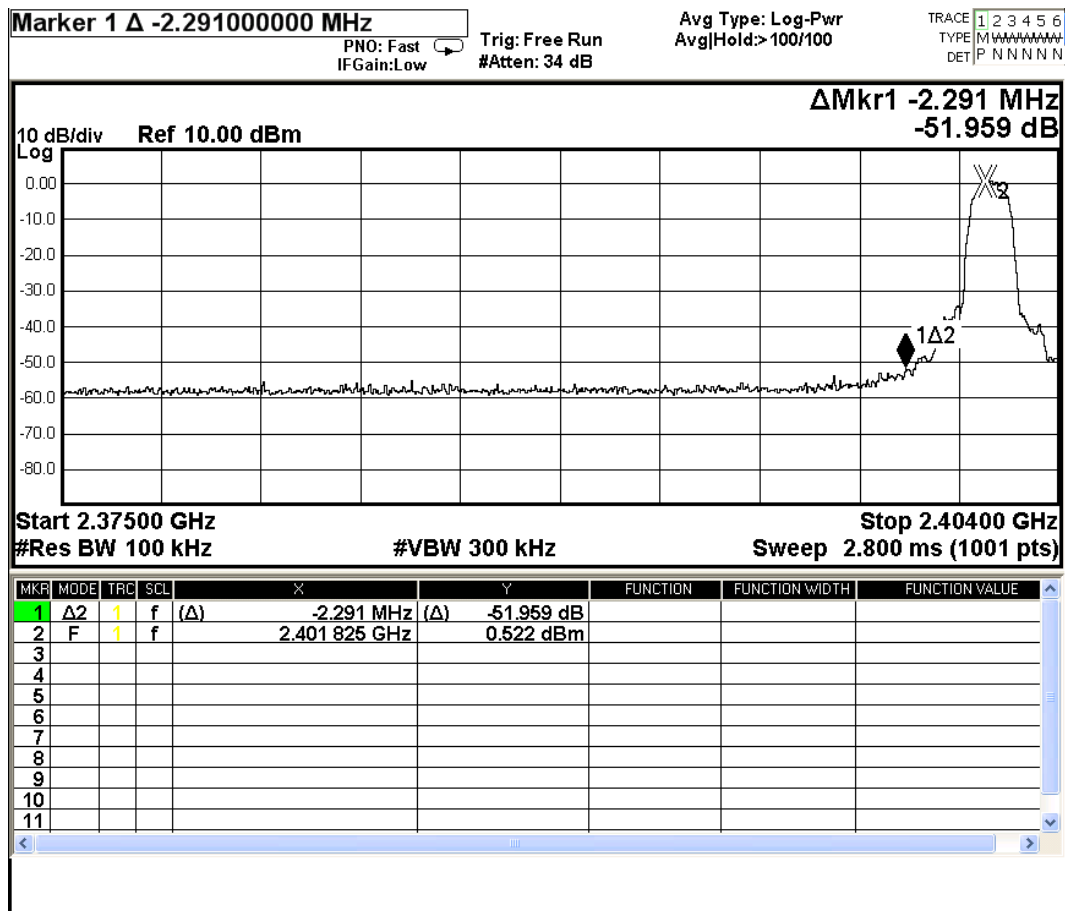 Marker 1 Δ -2.291000000 MHz
PNO: Fast
IFGain:Low
Trig: Free Run
#Atten: 34 dB
Avg Type: Log-Pwr
Avg|Hold:> 100/100
TRACE 1 2 3 4 5 6
TYPE M WWWWW
DET P N N N N N
ΔMkr1 -2.291 MHz
-51.959 dB
10 dB/div Ref 10.00 dBm
Log
0.00
-10.0
-20.0
-30.0
-40.0
-50.0
-60.0
-70.0
-80.0
2
1Δ2
Start 2.37500 GHz
Stop 2.40400 GHz
#Res BW 100 kHz
#VBW 300 kHz
Sweep 2.800 ms (1001 pts)
MKR MODE TRC SCL X Y FUNCTION FUNCTION WIDTH FUNCTION VALUE
1 Δ2 1 f (Δ) -2.291 MHz (Δ) -51.959 dB
2 F 1 f 2.401 825 GHz 0.522 dBm
3
4
5
6
7
8
9
10
11